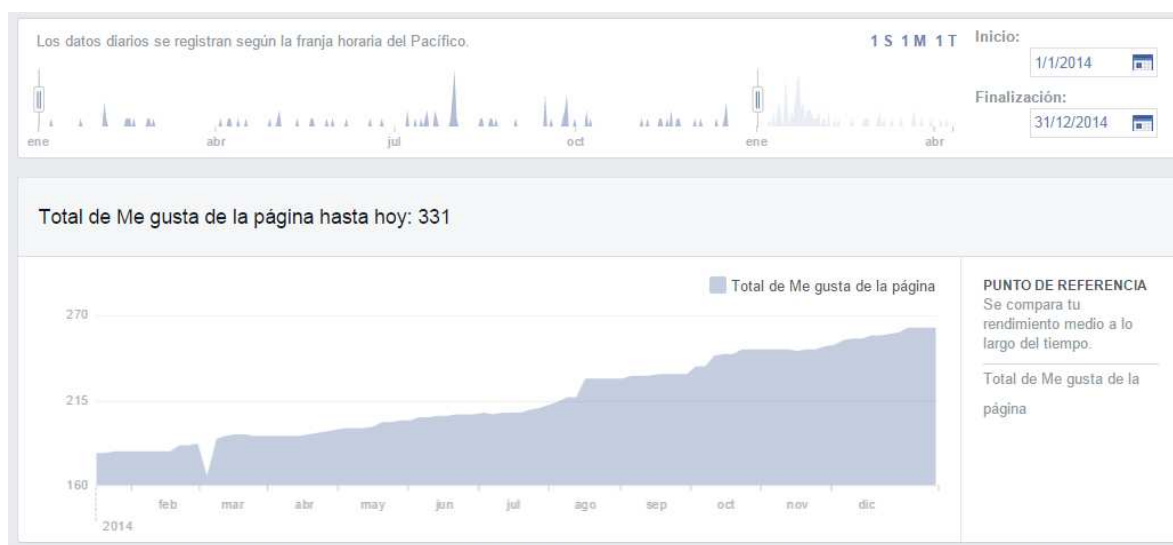 Los datos diarios se registran según la franja horaria del Pacífico.
1 S 1 M 1 T
Inicio:
1/1/2014
Finalización:
31/12/2014
ene abr jul oct ene abr
Total de Me gusta de la página hasta hoy: 331
Total de Me gusta de la página
270
215
160
feb mar abr may jun jul ago sep oct nov dic
2014
PUNTO DE REFERENCIA
Se compara tu
rendimiento medio a lo
largo del tiempo.
Total de Me gusta de la
página